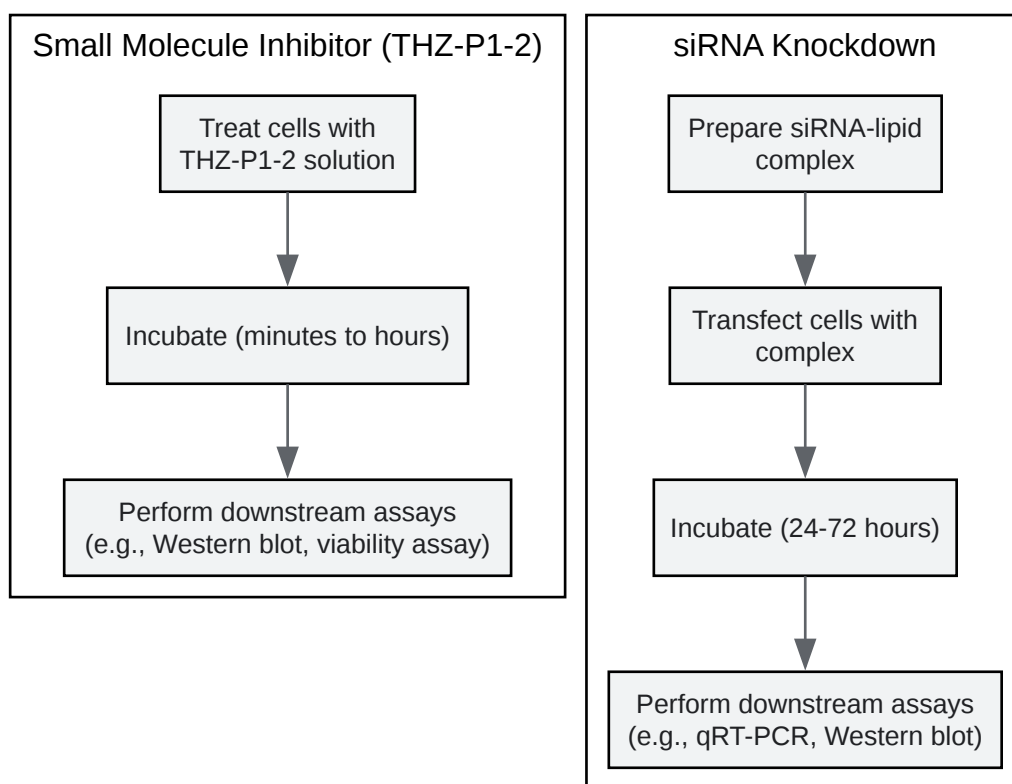 Small Molecule Inhibitor (THZ-P1-2)
Treat cells with
THZ-P1-2 solution
Incubate (minutes to hours)
Perform downstream assays
(e.g., Western blot, viability assay)
siRNA Knockdown
Prepare siRNA-lipid
complex
Transfect cells with
complex
Incubate (24-72 hours)
Perform downstream assays
(e.g., qRT-PCR, Western blot)